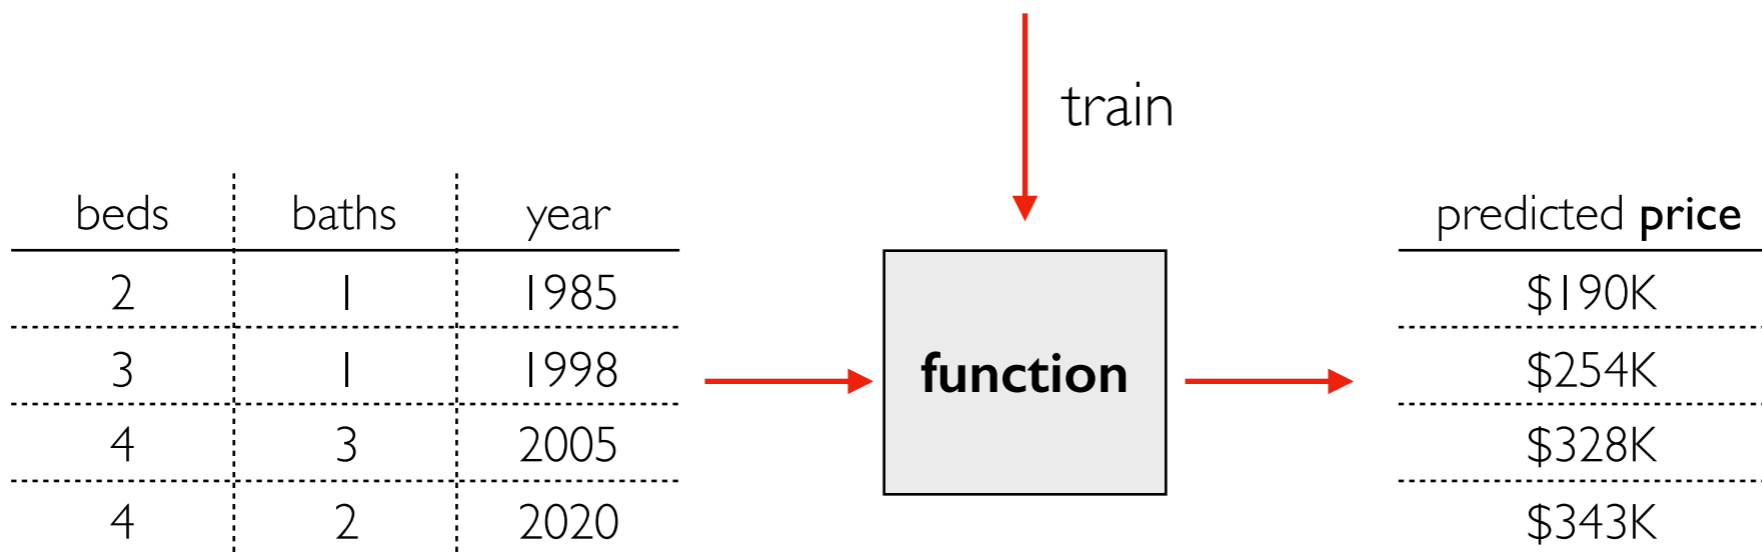 train
beds baths year
2 1 1985
3 1 1998
4 3 2005
4 2 2020
function
predicted price
$190K
$254K
$328K
$343K